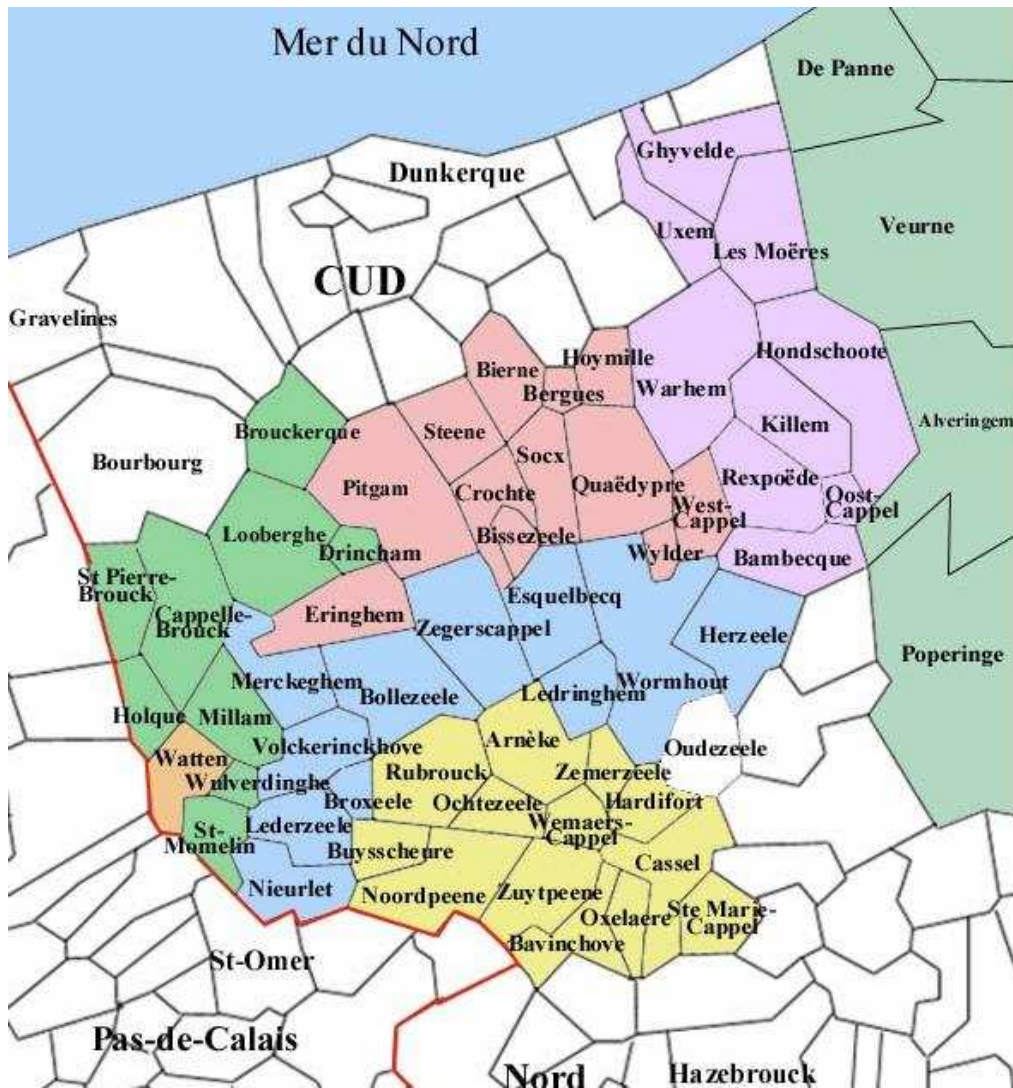 Mer du Nord
De Panne
Ghyvelde
Dunkerque
Veurne
Uxem
Les Moëres
CUD
Gravelines
Hoymille
Hondschoote
Bierne
Warhem
Bergues
Killem
Alveringem
Brouckerque
Steene
Bourbourg
Socx
Rexpoëde
Pitgam
Crochte
Quaëdypre
West-
Cappel
Oost-
Cappel
Looberghe
Bissezeele
Drincham
Wylder
Bambecque
St Pierre-
Brouck
Esquelbecq
Cappelle-
Brouck
Eringhem
Zegerscappel
Herzeele
Poperinge
Merckeghem
Bollezeele
Ledringhem
Wormhout
Holque
Millam
Volckerinckhove
Arnèke
Oudezeele
Watten
Rubrouck
Zemerzeele
Wulverdinghe
Broxeele
Ochtezeele
Hardifort
St-
Momelin
Lederzeele
Wemaers-
Cappel
Buysscheure
Cassel
Nieurlet
Noordpeene
Zuytpeene
Oxelaere
Ste Marie-
Cappel
Bavinchove
St-Omer
Pas-de-Calais
Nord
Hazebrouck